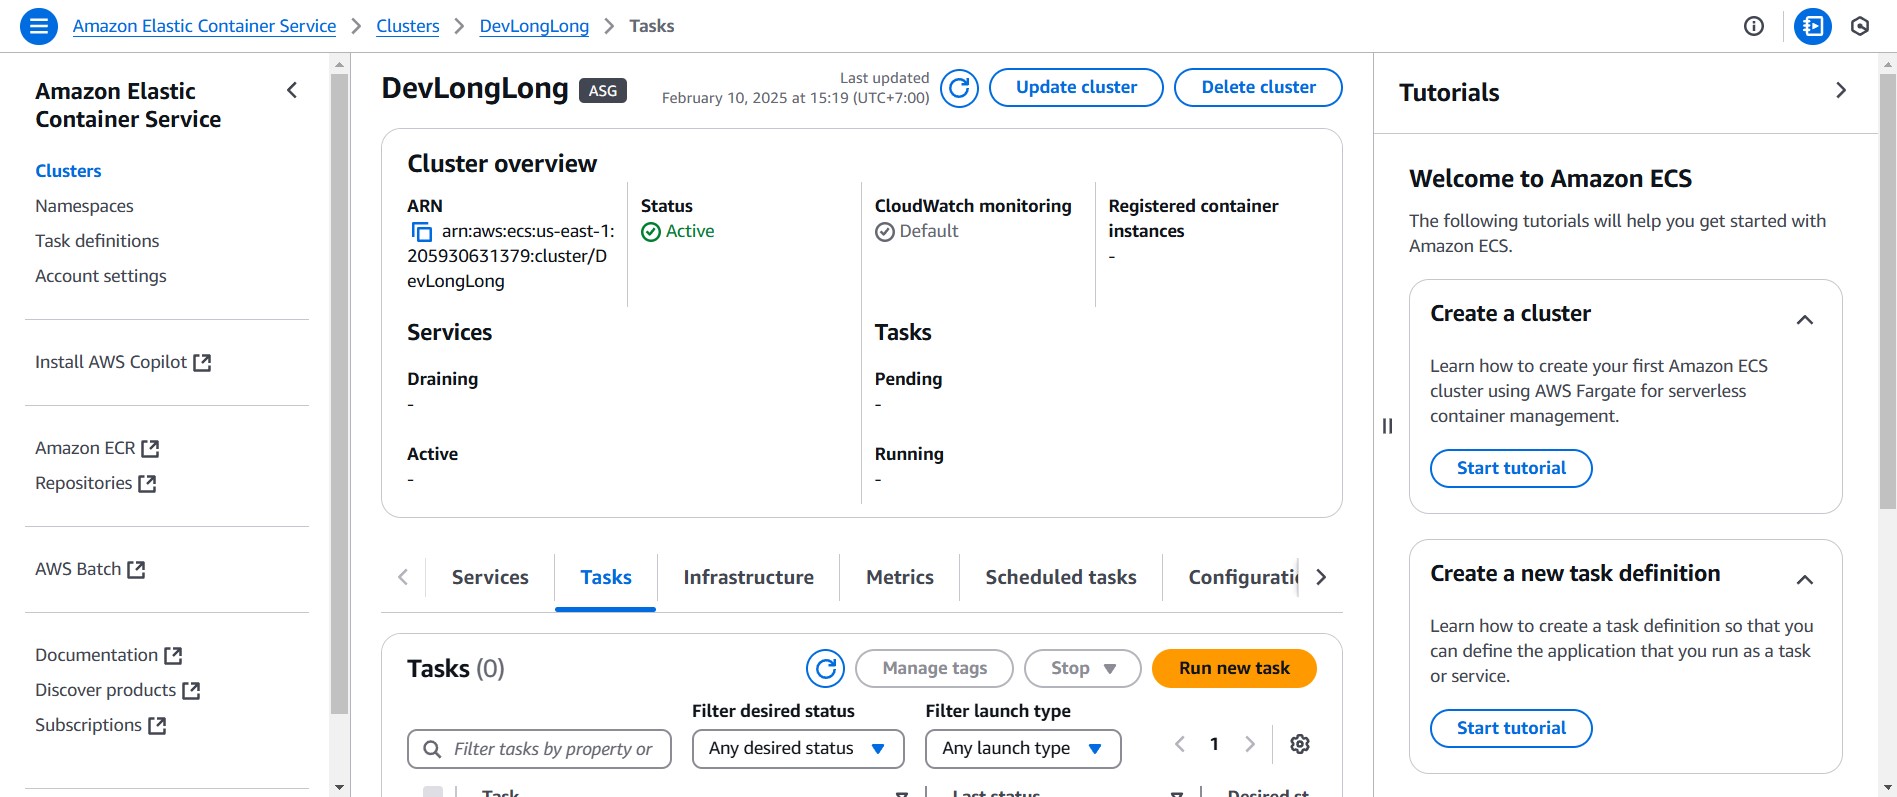 Amazon Elastic Container Service > Clusters > DevLongLong > Tasks
Amazon Elastic
Container Service
Clusters
Namespaces
Task definitions
Account settings
Install AWS Copilot
Amazon ECR
Repositories
AWS Batch
Documentation
Discover products
Subscriptions
DevLongLong ASG
Last updated
February 10, 2025 at 15:19 (UTC+7:00)
Update cluster
Delete cluster
Cluster overview
ARN
arn:aws:ecs:us-east-1:
205930631379:cluster/D
evLongLong
Status
Active
CloudWatch monitoring
Default
Registered container
instances
-
Services
Draining
-
Active
-
Tasks
Pending
-
Running
-
Services
Tasks
Infrastructure
Metrics
Scheduled tasks
Configurati
Tasks (0)
Manage tags
Stop
Run new task
Filter tasks by property or
Filter desired status
Any desired status
Filter launch type
Any launch type
1
Task
Last status
Desired st
Tutorials
Welcome to Amazon ECS
The following tutorials will help you get started with
Amazon ECS.
Create a cluster
Learn how to create your first Amazon ECS
cluster using AWS Fargate for serverless
container management.
Start tutorial
Create a new task definition
Learn how to create a task definition so that you
can define the application that you run as a task
or service.
Start tutorial